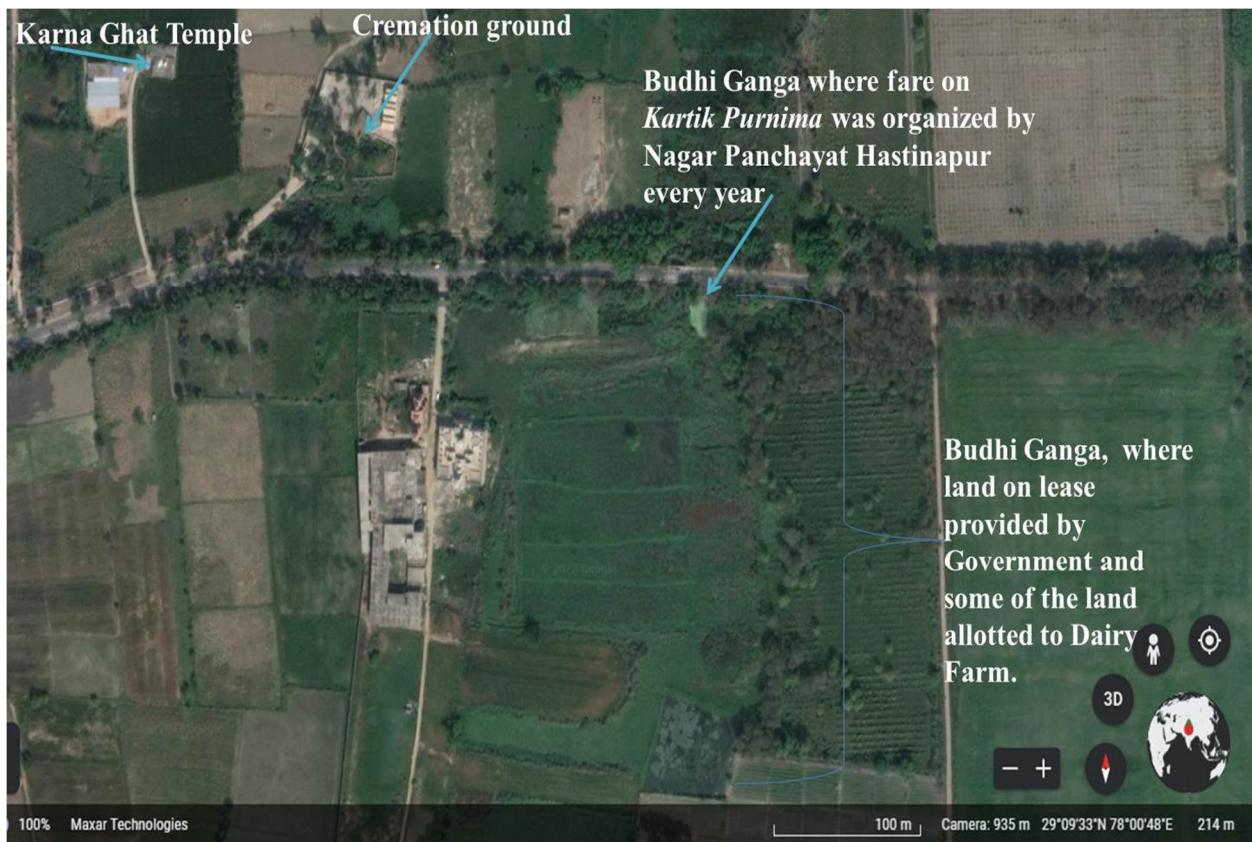 Karna Ghat Temple
Cremation ground
Budhi Ganga where fare on
Kartik Purnima was organized by
Nagar Panchayat Hastinapur
every year
Budhi Ganga, where
land on lease
provided by
Government and
some of the land
allotted to Dairy
Farm.
3D
100% Maxar Technologies
100 m
Camera: 935 m 29°09'33"N 78°00'48"E 214 m